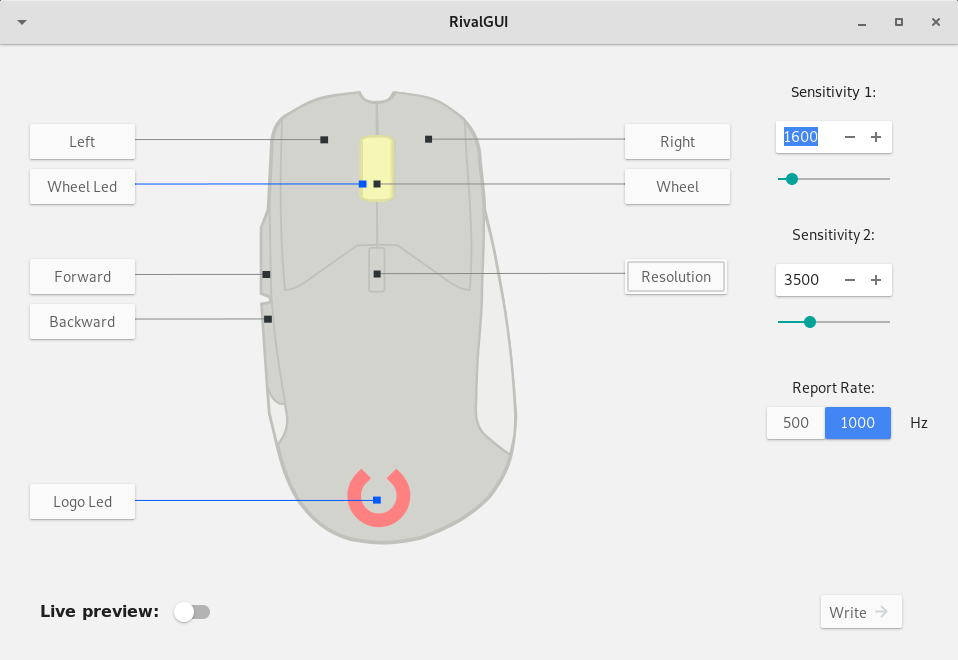 RivalGUI
Sensitivity 1:
1600
Left
Right
Wheel Led
Wheel
Sensitivity 2:
Forward
Resolution
3500
Backward
Report Rate:
500 1000 Hz
Logo Led
Live preview:
Write